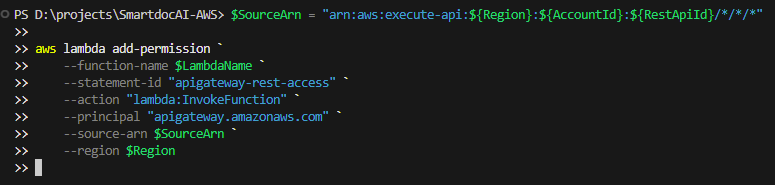 PS D:\projects\SmartdocAI-AWS> $SourceArn = "arn:aws:execute-api:${Region}:${AccountId}:${RestApiId}/*/*/*"
>>
>> aws lambda add-permission `
>>     --function-name $LambdaName `
>>     --statement-id "apigateway-rest-access" `
>>     --action "lambda:InvokeFunction" `
>>     --principal "apigateway.amazonaws.com" `
>>     --source-arn $SourceArn `
>>     --region $Region
>>